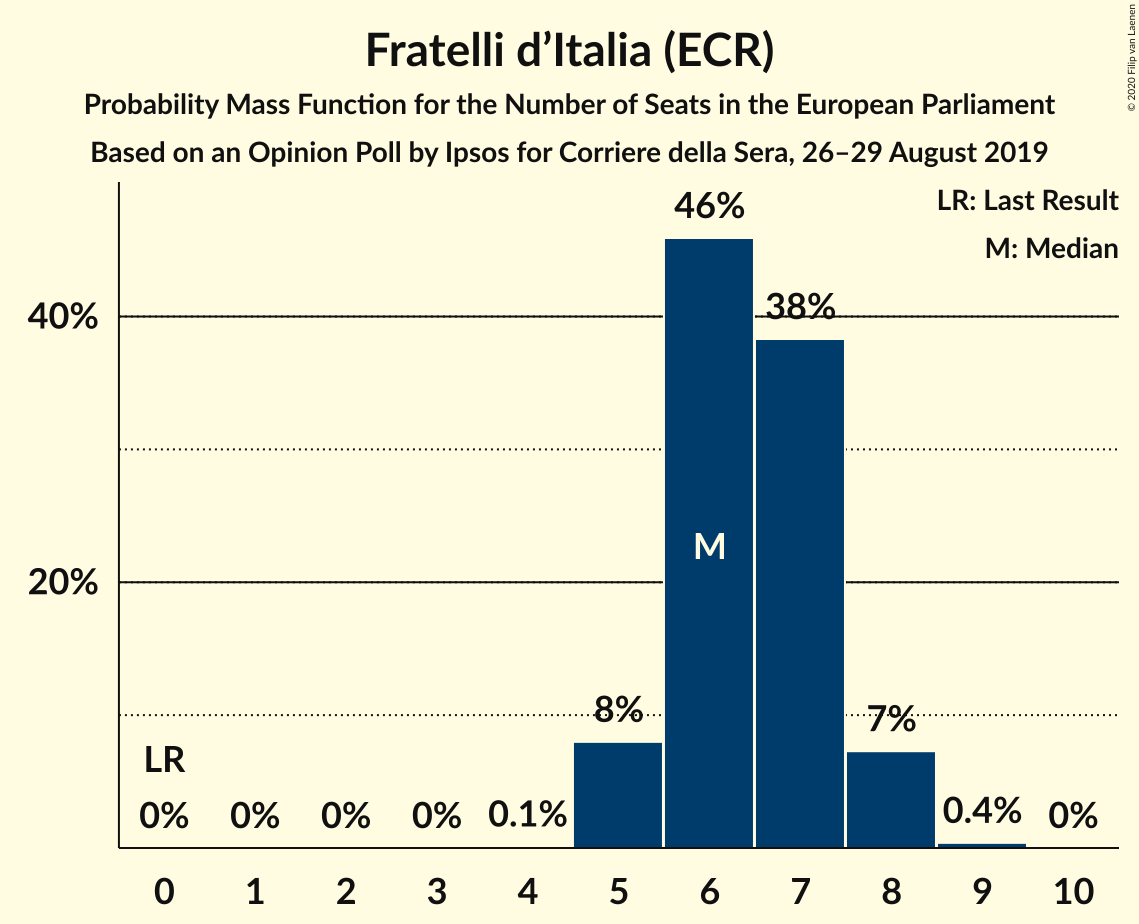 Fratelli d’Italia (ECR)
Probability Mass Function for the Number of Seats in the European Parliament
Based on an Opinion Poll by Ipsos for Corriere della Sera, 26–29 August 2019
© 2020 Filip van Laenen
LR: Last Result
M: Median
46%
38%
40%
M
20%
8%
7%
LR
0%
0%
0%
0%
0.1%
0.4%
0%
0 1 2 3 4 5 6 7 8 9 10